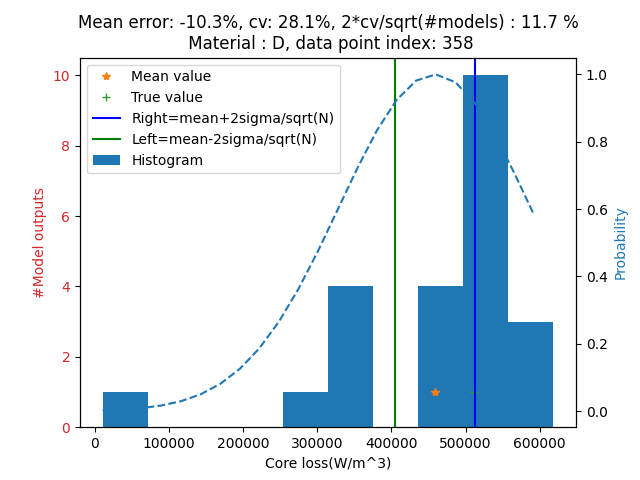 Mean error: -10.3%, cv: 28.1%, 2*cv/sqrt(#models) : 11.7 %
Material : D, data point index: 358
Mean value
True value
Right=mean+2sigma/sqrt(N)
Left=mean-2sigma/sqrt(N)
Histogram
#Model outputs
10
8
6
4
2
0
1.0
0.8
0.6
0.4
0.2
0.0
Probability
0
100000
200000
300000
400000
500000
600000
Core loss(W/m^3)